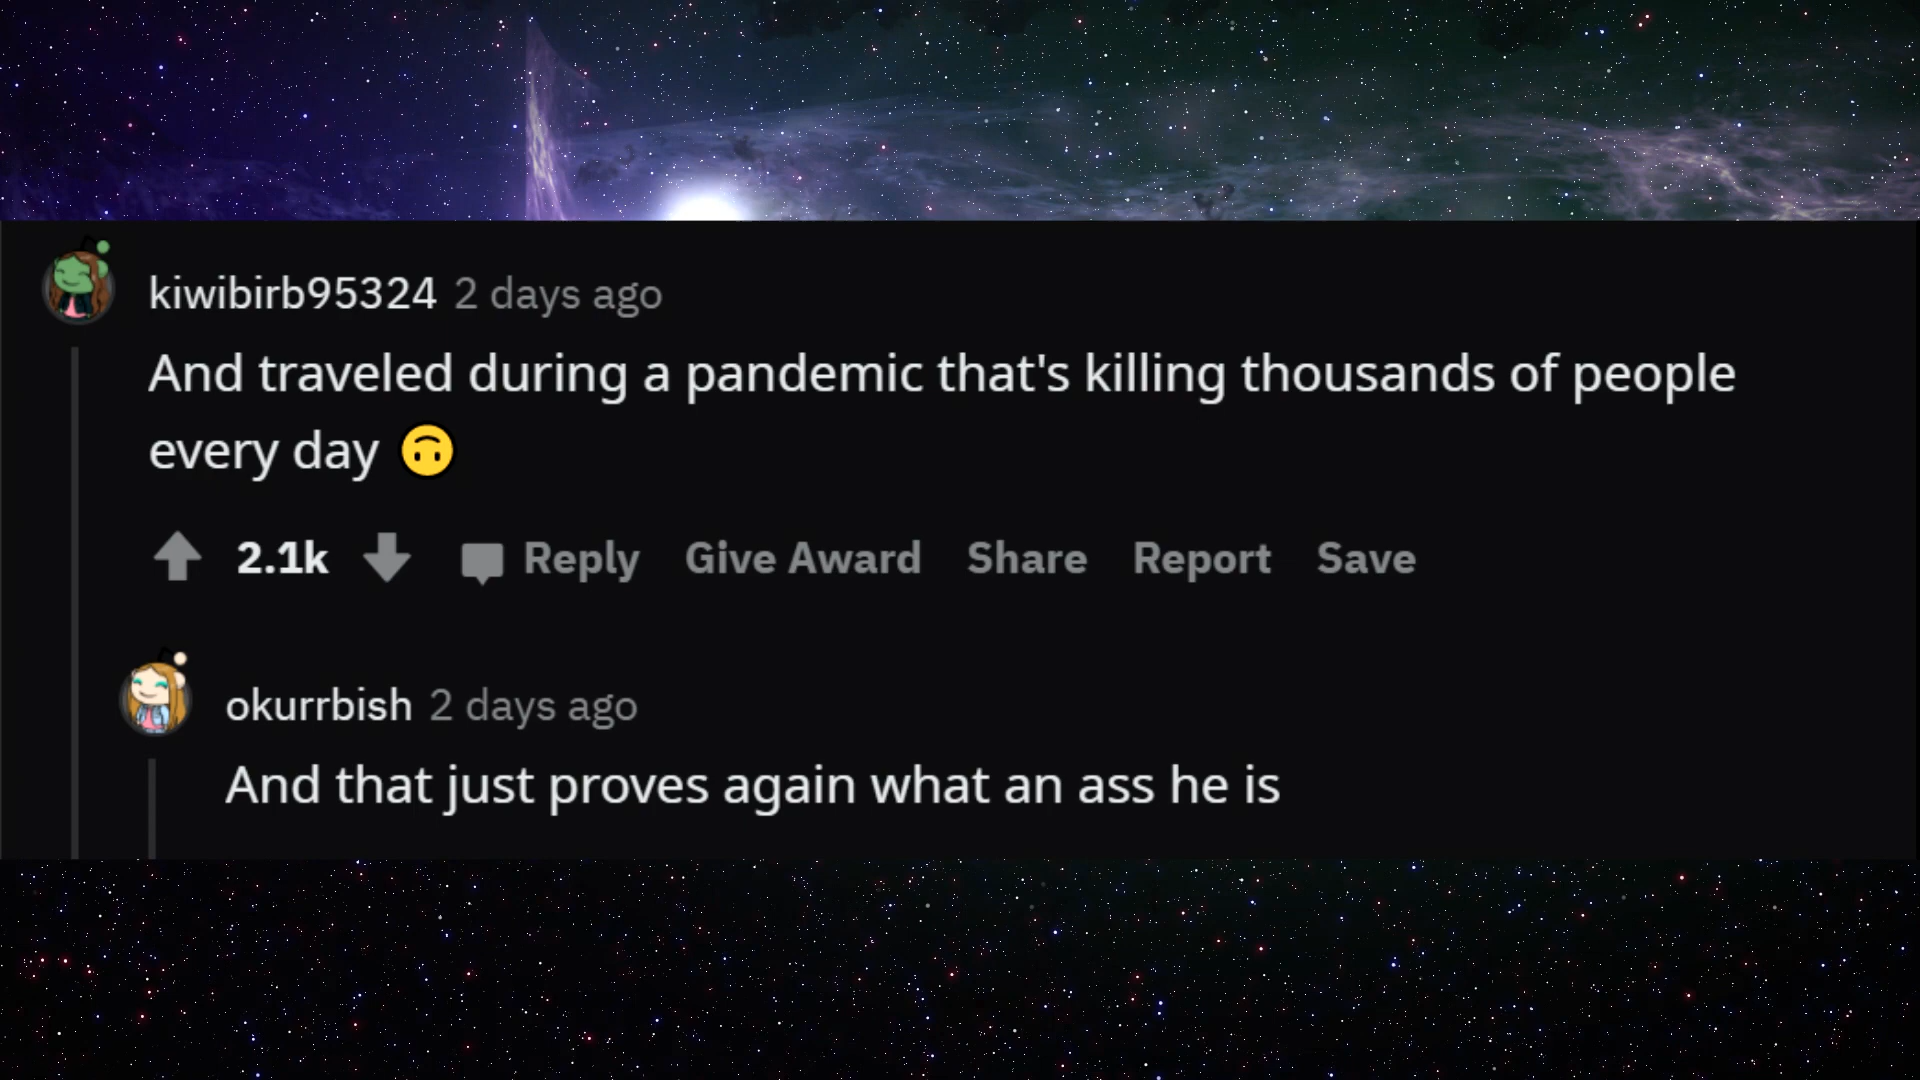 kiwibirb95324 2 days ago
And traveled during a pandemic that's killing thousands of people
every day 🙃
2.1k Reply Give Award Share Report Save
okurrbish 2 days ago
And that just proves again what an ass he is